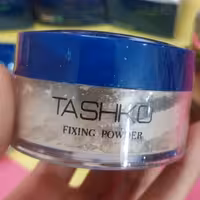 TASHKO
FIXING POWDER